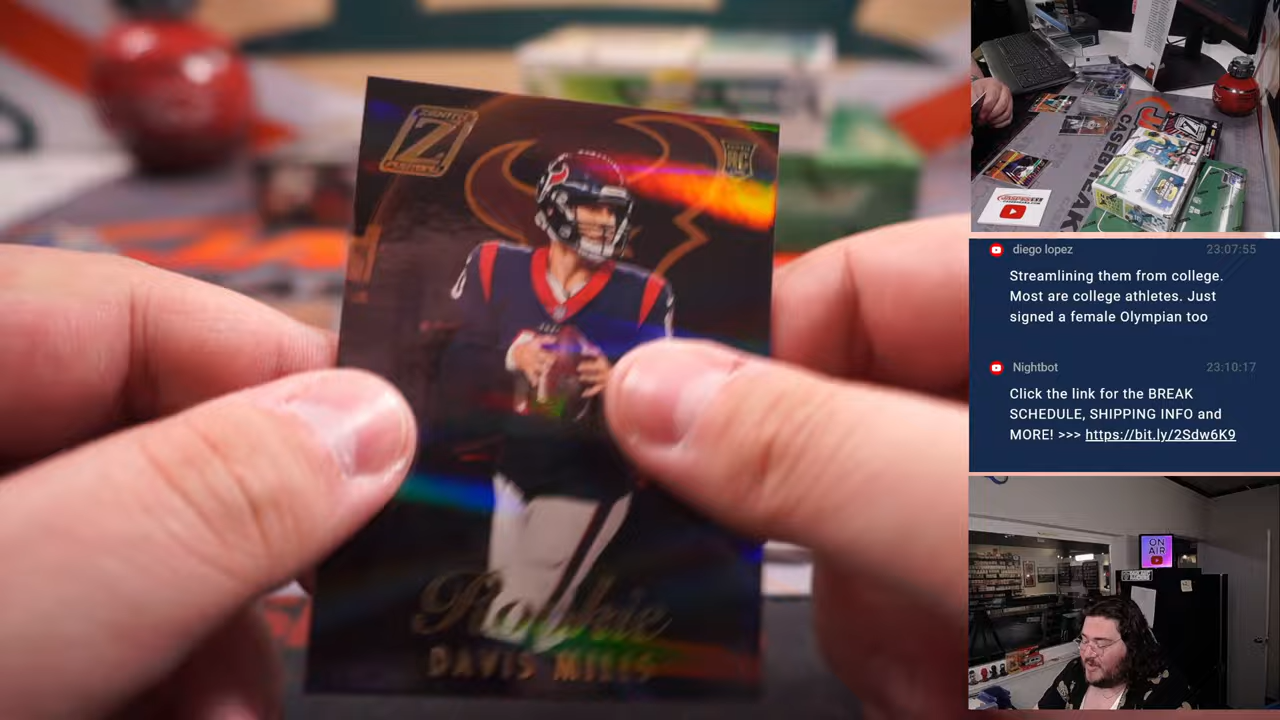 Z
RC
Rookie
DAVIS MILLS
CASEBREAK
diego lopez 23:07:55
Streamlining them from college.
Most are college athletes. Just
signed a female Olympian too
Nightbot 23:10:17
Click the link for the BREAK
SCHEDULE, SHIPPING INFO and
MORE! >>> https://bit.ly/2Sdw6K9
ON
AIR